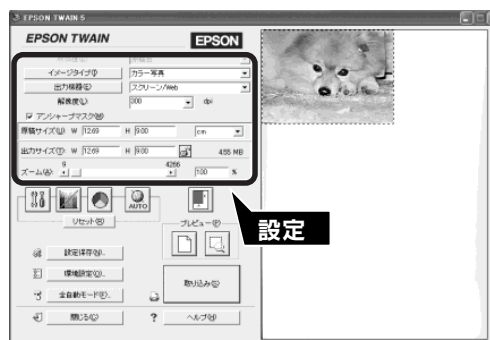 EPSON TWAIN 5
EPSON TWAIN
EPSON
イメージタイプ(I) カラー写真
出力機器(E) スクリーン/Web
解像度(L) 300 dpi
アンシャープマスク(M)
原稿サイズ(U) W 12.69 H 9.00 cm
出力サイズ(T) W 12.69 H 9.00 4.55 MB
9 4266
ズーム(A) 100 %
AUTO
リセット(R)
プレビュー(P)
設定
設定保存(V)...
環境設定(Q)...
取り込み(S)
全自動モード(F)...
閉じる(C)
? ヘルプ(H)